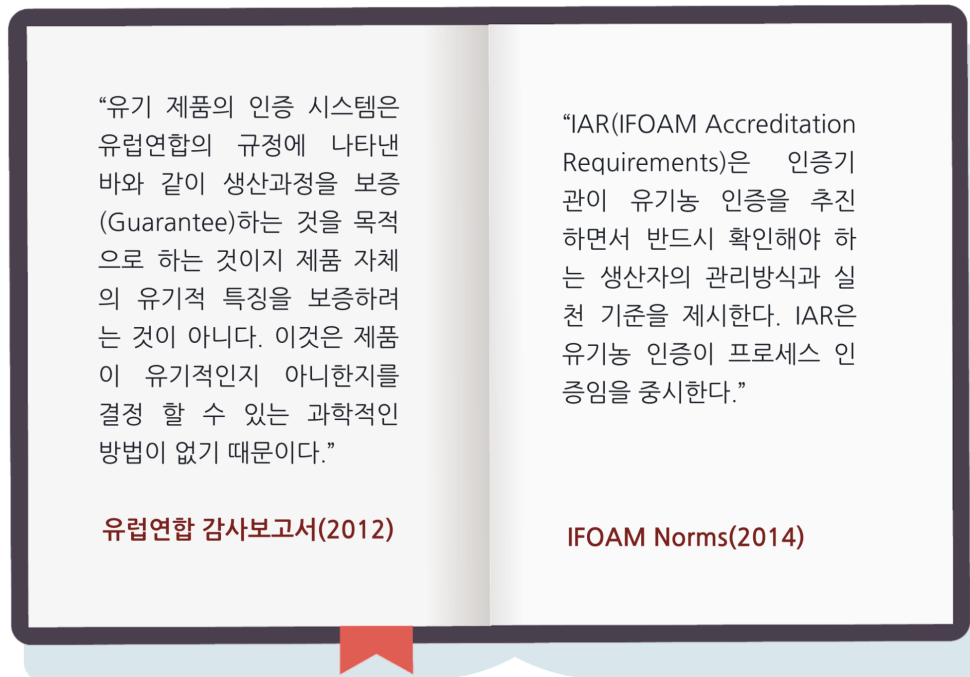 “유기 제품의 인증 시스템은
유럽연합의 규정에 나타낸
바와 같이 생산과정을 보증
(Guarantee)하는 것을 목적
으로 하는 것이지 제품 자체
의 유기적 특징을 보증하려
는 것이 아니다. 이것은 제품
이 유기적인지 아니한지를
결정 할 수 있는 과학적인
방법이 없기 때문이다.”
유럽연합 감사보고서(2012)
“IAR(IFOAM Accreditation
Requirements)은 인증기
관이 유기농 인증을 추진
하면서 반드시 확인해야 하
는 생산자의 관리방식과 실
천 기준을 제시한다. IAR은
유기농 인증이 프로세스 인
증임을 중시한다.”
IFOAM Norms(2014)